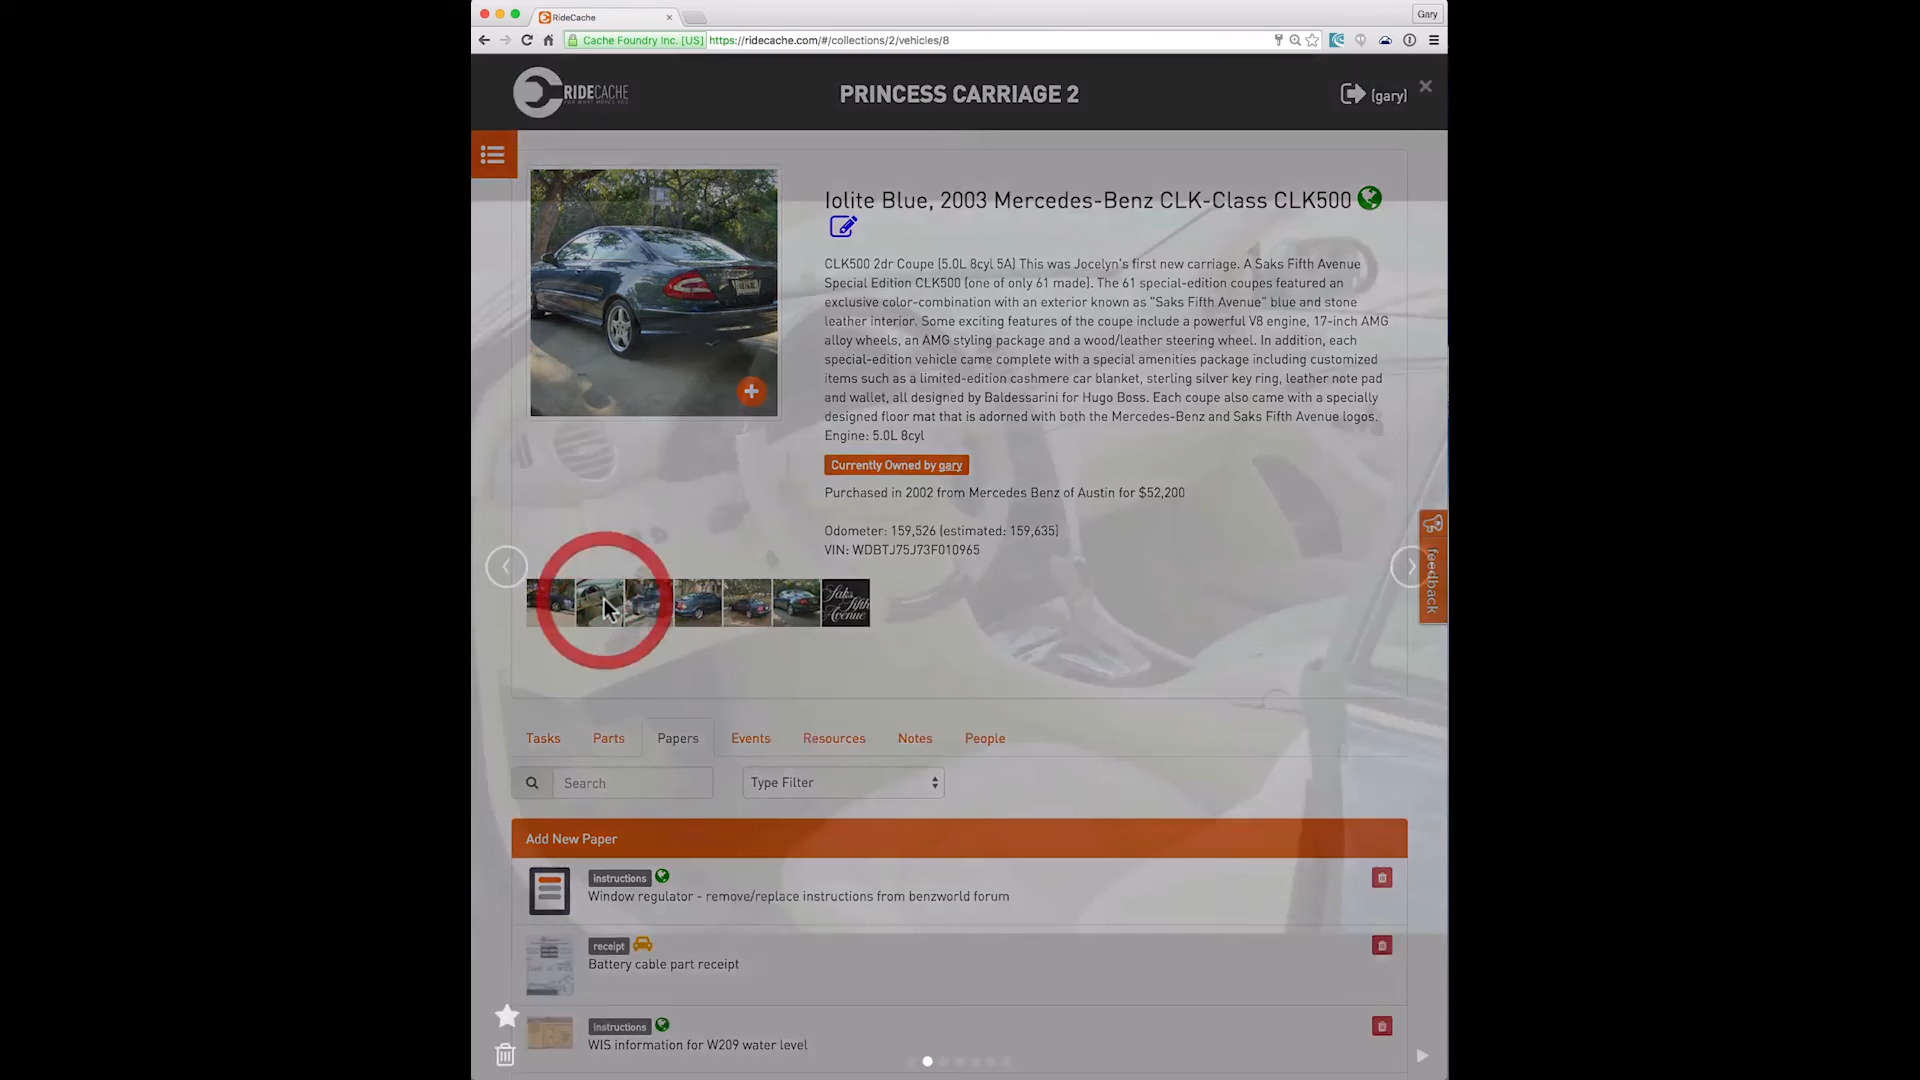 RideCache
Gary
Cache Foundry Inc. [US]
https://ridecache.com/#/collections/2/vehicles/8
RIDECACHE
FOR WHAT MOVES YOU
PRINCESS CARRIAGE 2
(gary)
Iolite Blue, 2003 Mercedes-Benz CLK-Class CLK500
CLK500 2dr Coupe (5.0L 8cyl 5A) This was Jocelyn's first new carriage. A Saks Fifth Avenue
Special Edition CLK500 (one of only 61 made). The 61 special-edition coupes featured an
exclusive color-combination with an exterior known as "Saks Fifth Avenue" blue and stone
leather interior. Some exciting features of the coupe include a powerful V8 engine, 17-inch AMG
alloy wheels, an AMG styling package and a wood/leather steering wheel. In addition, each
special-edition vehicle came complete with a special amenities package including customized
items such as a limited-edition cashmere car blanket, sterling silver key ring, leather note pad
and wallet, all designed by Baldessarini for Hugo Boss. Each coupe also came with a specially
designed floor mat that is adorned with both the Mercedes-Benz and Saks Fifth Avenue logos.
Engine: 5.0L 8cyl
Currently Owned by gary
Purchased in 2002 from Mercedes Benz of Austin for $52,200
Odometer: 159,526 (estimated: 159,635)
VIN: WDBTJ75J73F010965
feedback
Saks
Fifth
Avenue
Tasks Parts Papers Events Resources Notes People
Search
Type Filter
Add New Paper
instructions
Window regulator - remove/replace instructions from benzworld forum
receipt
Battery cable part receipt
instructions
WIS information for W209 water level